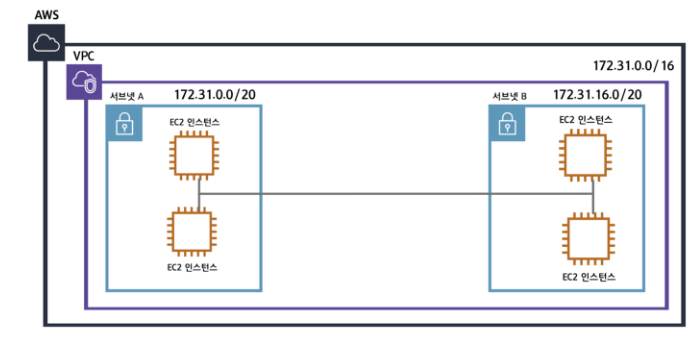 AWS
VPC
172.31.0.0/16
서브넷 A
172.31.0.0/20
서브넷 B
172.31.16.0/20
EC2 인스턴스
EC2 인스턴스
EC2 인스턴스
EC2 인스턴스